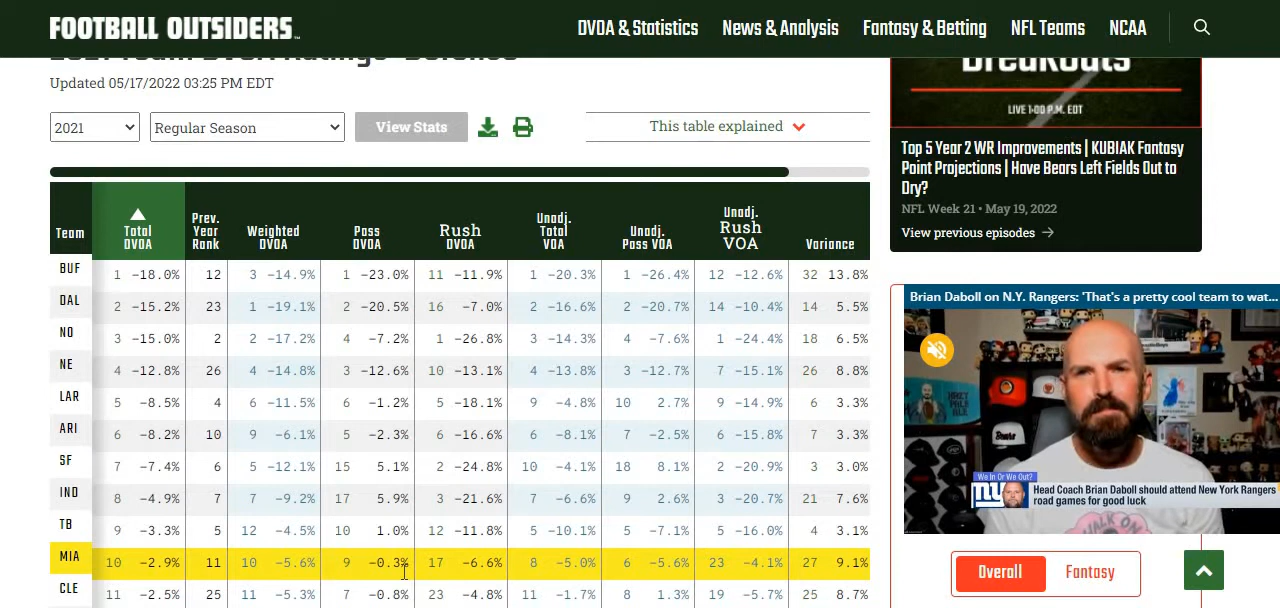 FOOTBALL OUTSIDERS
DVOA & Statistics News & Analysis Fantasy & Betting NFL Teams NCAA
2021 Team DVOA Ratings Defense
Updated 05/17/2022 03:25 PM EDT
2021 Regular Season View Stats This table explained
Team Total DVOA Prev. Year Rank Weighted DVOA Pass DVOA Rush DVOA Unadj. Total VOA Unadj. Pass VOA Unadj. Rush VOA Variance
BUF 1 -18.0% 12 3 -14.9% 1 -23.0% 11 -11.9% 1 -20.3% 1 -26.4% 12 -12.6% 32 13.8%
DAL 2 -15.2% 23 1 -19.1% 2 -20.5% 16 -7.0% 2 -16.6% 2 -20.7% 14 -10.4% 14 5.5%
NO 3 -15.0% 2 2 -17.2% 4 -7.2% 1 -26.8% 3 -14.3% 4 -7.6% 1 -24.4% 18 6.5%
NE 4 -12.8% 26 4 -14.8% 3 -12.6% 10 -13.1% 4 -13.8% 3 -12.7% 7 -15.1% 26 8.8%
LAR 5 -8.5% 4 6 -11.5% 6 -1.2% 5 -18.1% 9 -4.8% 10 2.7% 9 -14.9% 6 3.3%
ARI 6 -8.2% 10 9 -6.1% 5 -2.3% 6 -16.6% 6 -8.1% 7 -2.5% 6 -15.8% 7 3.3%
SF 7 -7.4% 6 5 -12.1% 15 5.1% 2 -24.8% 10 -4.1% 18 8.1% 2 -20.9% 3 3.0%
IND 8 -4.9% 7 7 -9.2% 17 5.9% 3 -21.6% 7 -6.6% 9 2.6% 3 -20.7% 21 7.6%
TB 9 -3.3% 5 12 -4.5% 10 1.0% 12 -11.8% 5 -10.1% 5 -7.1% 5 -16.0% 4 3.1%
MIA 10 -2.9% 11 10 -5.6% 9 -0.3% 17 -6.6% 8 -5.0% 6 -5.6% 23 -4.1% 27 9.1%
CLE 11 -2.5% 25 11 -5.3% 7 -0.8% 23 -4.8% 11 -1.7% 8 1.3% 19 -5.7% 25 8.7%
Breakouts
LIVE 1:00 P.M. EDT
Top 5 Year 2 WR Improvements | KUBIAK Fantasy
Point Projections | Have Bears Left Fields Out to
Dry?
NFL Week 21 • May 19, 2022
View previous episodes
Brian Daboll on N.Y. Rangers: 'That's a pretty cool team to wat...
Bears
We In Or We Out?
ny
Head Coach Brian Daboll should attend New York Rangers
road games for good luck
WALK ON
Overall Fantasy